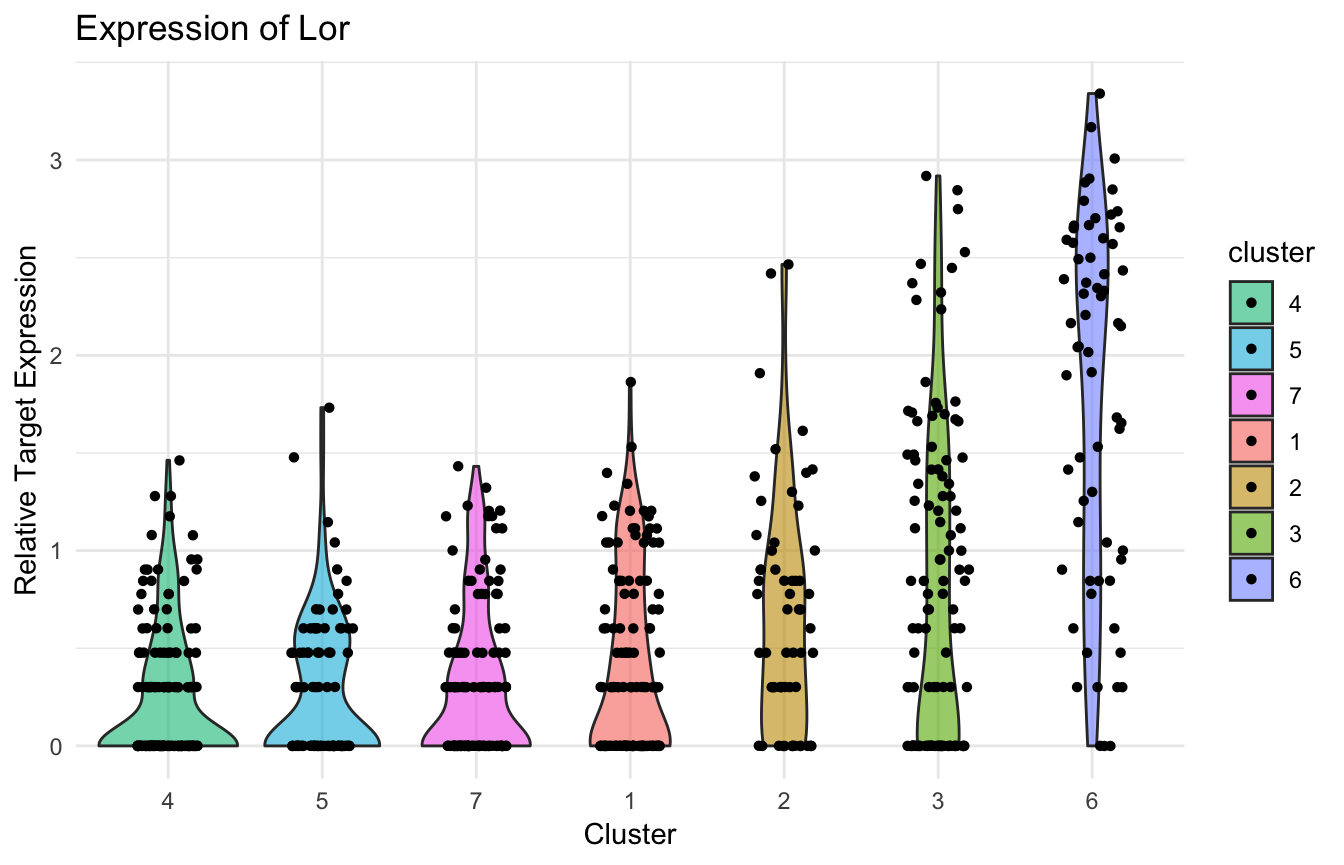 Expression of Lor
Relative Target Expression
3
2
1
0
4 5 7 1 2 3 6
Cluster
cluster
4
5
7
1
2
3
6